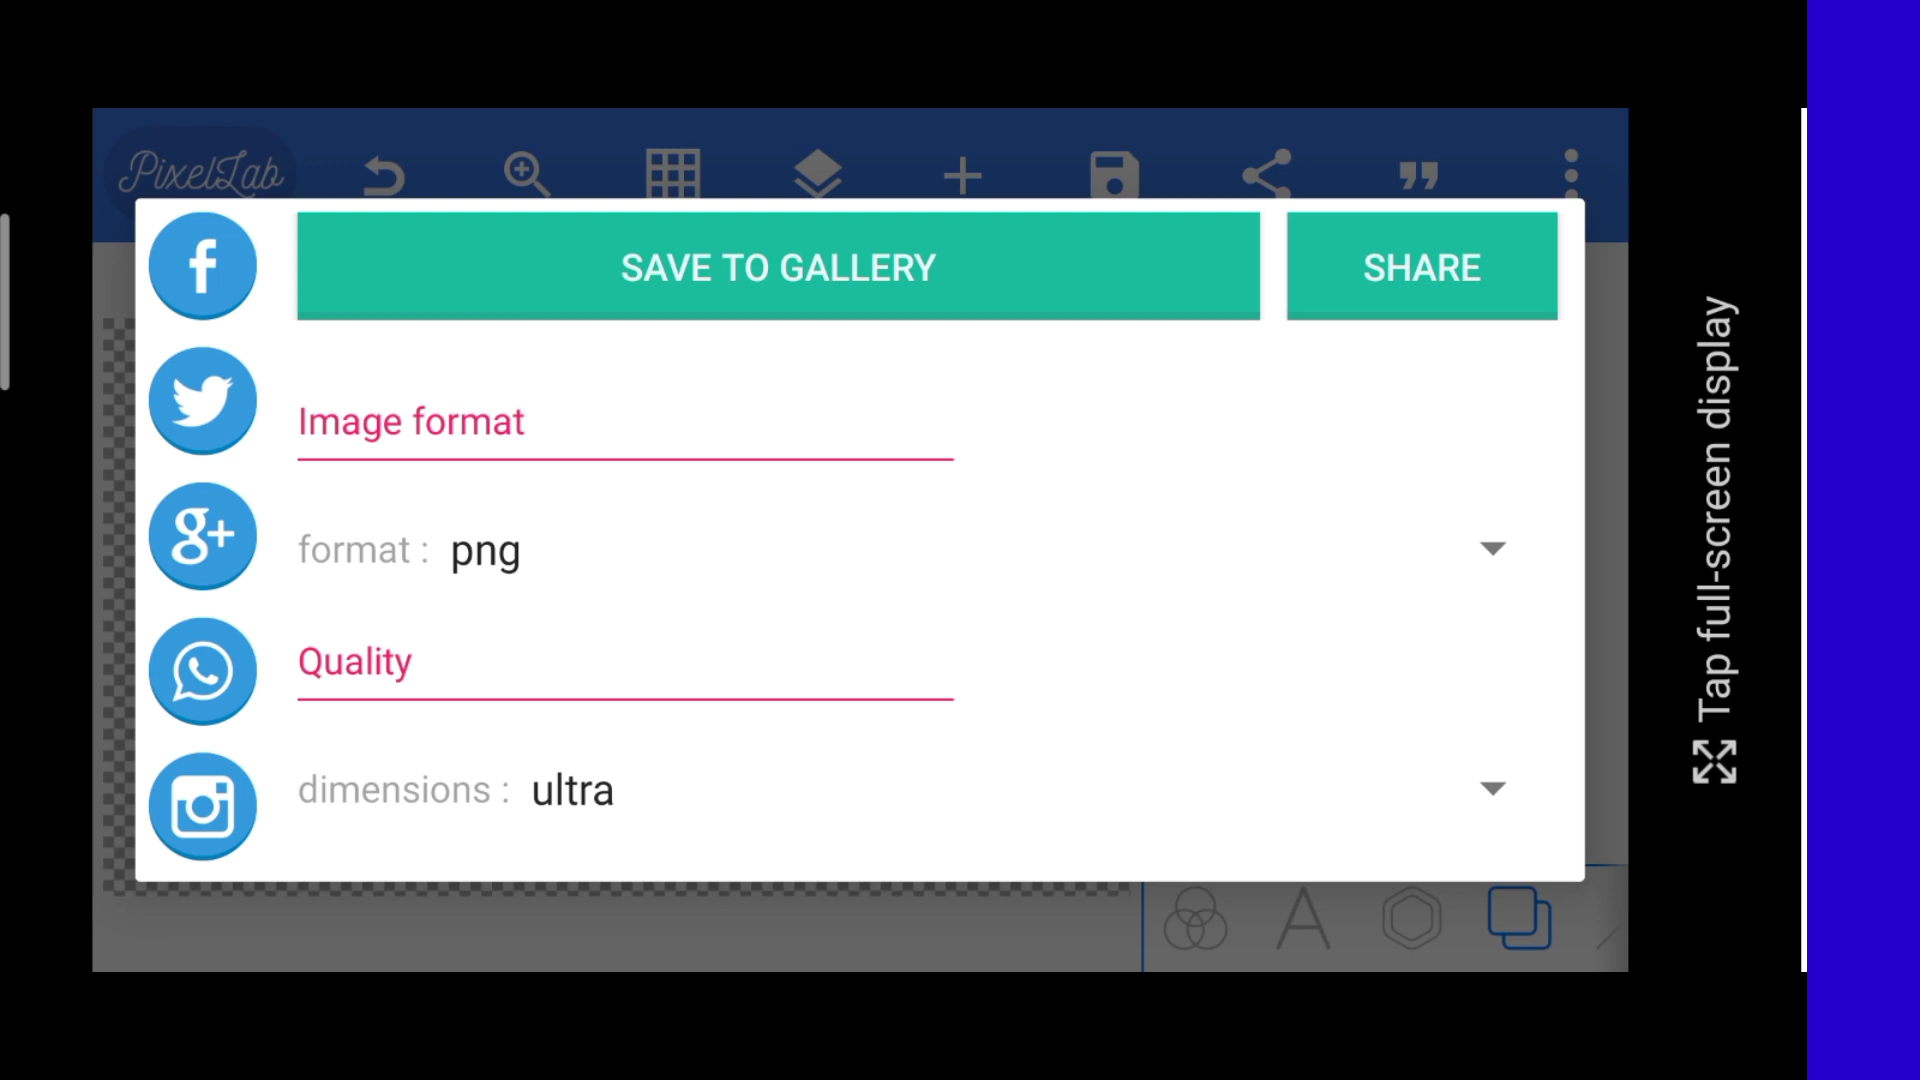 PixelLab
SAVE TO GALLERY
SHARE
Image format
format : png
Quality
dimensions : ultra
Tap full-screen display